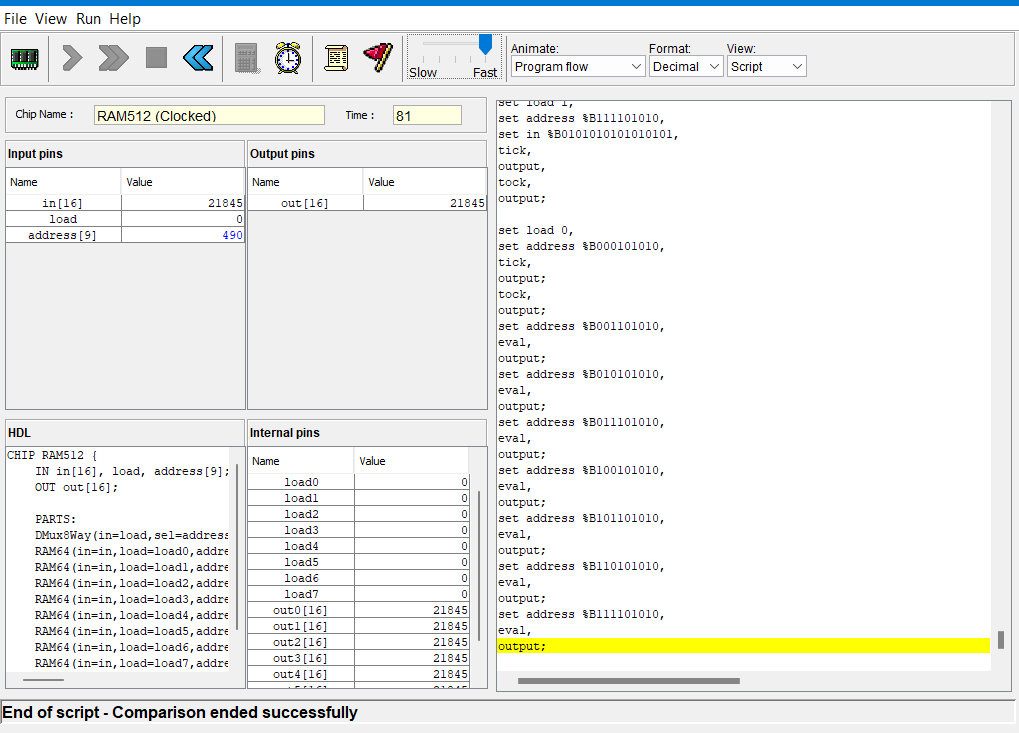 File View Run Help
Slow Fast
Animate: Format: View:
Program flow Decimal Script
Chip Name : RAM512 (Clocked) Time : 81
Input pins
Name Value
in[16] 21845
load 0
address[9] 490
Output pins
Name Value
out[16] 21845
HDL
CHIP RAM512 {
IN in[16], load, address[9];
OUT out[16];
PARTS:
DMux8Way(in=load,sel=address
RAM64(in=in,load=load0,addre
RAM64(in=in,load=load1,addre
RAM64(in=in,load=load2,addre
RAM64(in=in,load=load3,addre
RAM64(in=in,load=load4,addre
RAM64(in=in,load=load5,addre
RAM64(in=in,load=load6,addre
RAM64(in=in,load=load7,addre
Internal pins
Name Value
load0 0
load1 0
load2 0
load3 0
load4 0
load5 0
load6 0
load7 0
out0[16] 21845
out1[16] 21845
out2[16] 21845
out3[16] 21845
out4[16] 21845
set load 1,
set address %B111101010,
set in %B0101010101010101,
tick,
output,
tock,
output;
set load 0,
set address %B000101010,
tick,
output;
tock,
output;
set address %B001101010,
eval,
output;
set address %B010101010,
eval,
output;
set address %B011101010,
eval,
output;
set address %B100101010,
eval,
output;
set address %B101101010,
eval,
output;
set address %B110101010,
eval,
output;
set address %B111101010,
eval,
output;
End of script - Comparison ended successfully